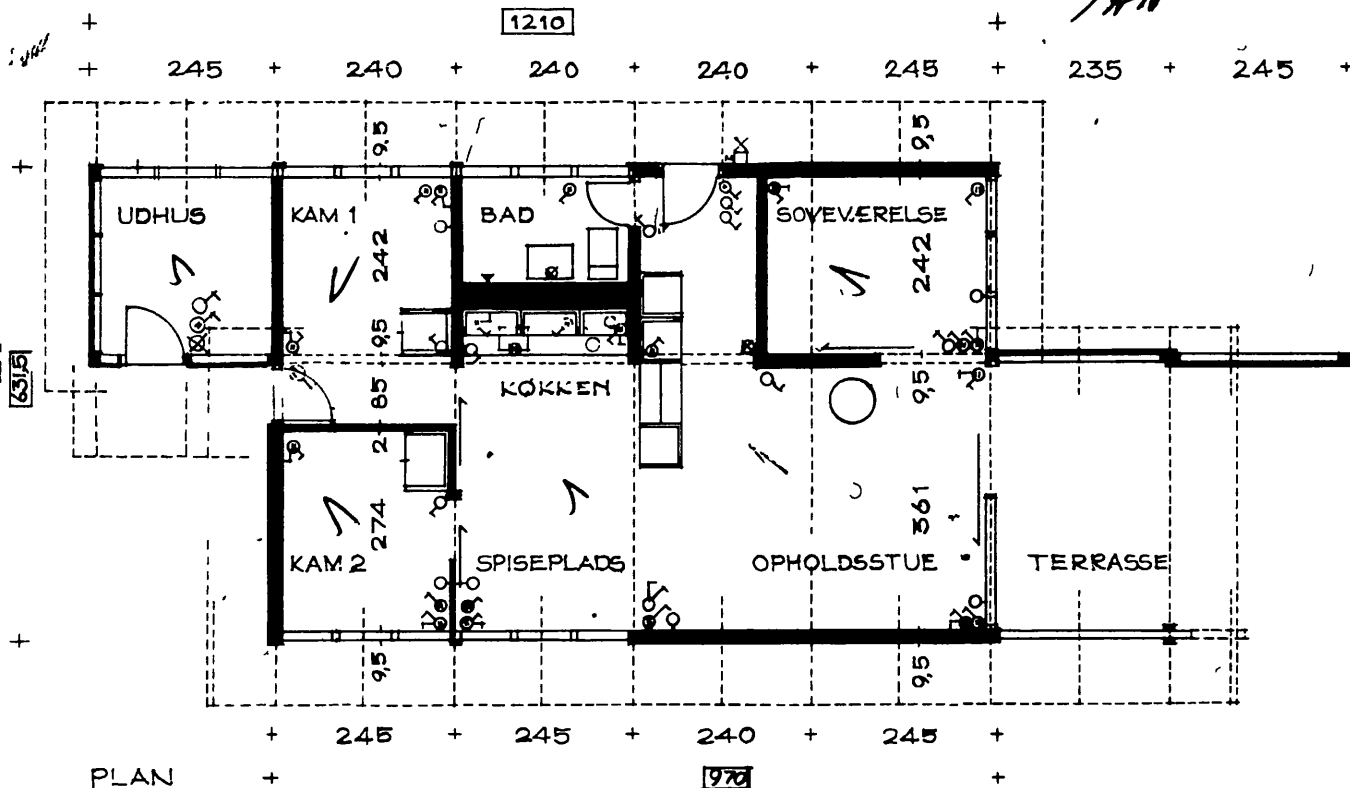 1210
245 240 240 240 245 235 245
9,5 9,5
UDHUS KAM 1 BAD SOVEVÆRELSE
242 242
9,5
635
KØKKEN
85 9,5
2
274 361
KAM 2 SPISEPLADS OPHOLDSSTUE TERRASSE
9,5 9,5
245 245 240 245
PLAN 970